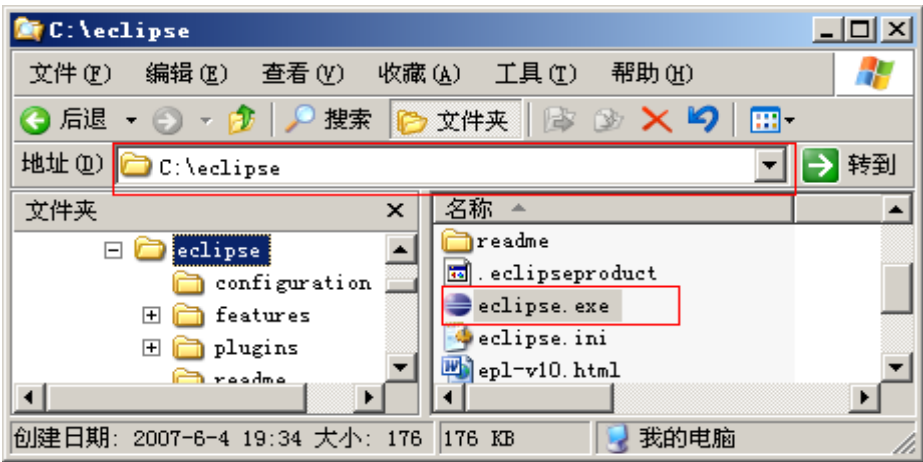 C:\eclipse
文件(F) 编辑(E) 查看(V) 收藏(A) 工具(T) 帮助(H)
后退 搜索 文件夹
地址(D) C:\eclipse 转到
文件夹 名称
eclipse
configuration
features
plugins
readme
readme
.eclipseproduct
eclipse.exe
eclipse.ini
epl-v10.html
创建日期: 2007-6-4 19:34 大小: 176 176 KB 我的电脑